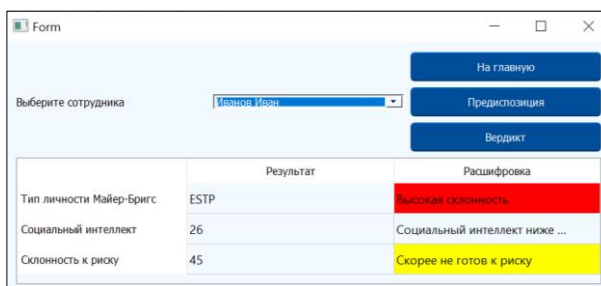 Form
На главную
Выберите сотрудника
Иванов Иван
Предиспозиция
Вердикт
Результат
Расшифровка
Тип личности Майер-Бригс
ESTP
Высокая склонность
Социальный интеллект
26
Социальный интеллект ниже ...
Склонность к риску
45
Скорее не готов к риску